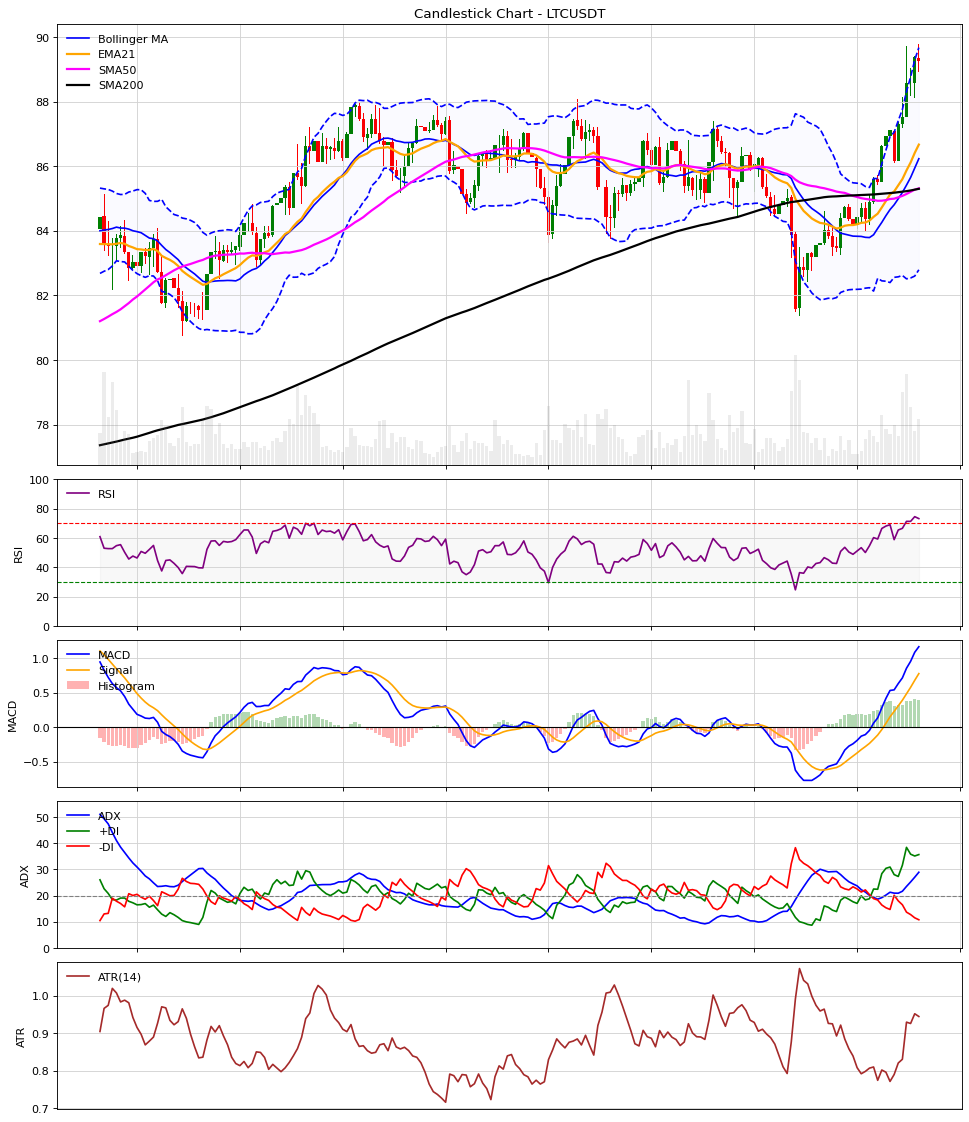 Candlestick Chart - LTCUSDT
90
88
86
84
82
80
78
Bollinger MA
EMA21
SMA50
SMA200
100
80
60
40
20
0
RSI
RSI
1.0
0.5
0.0
−0.5
MACD
MACD
Signal
Histogram
50
40
30
20
10
0
ADX
ADX
+DI
-DI
1.0
0.9
0.8
0.7
ATR
ATR(14)